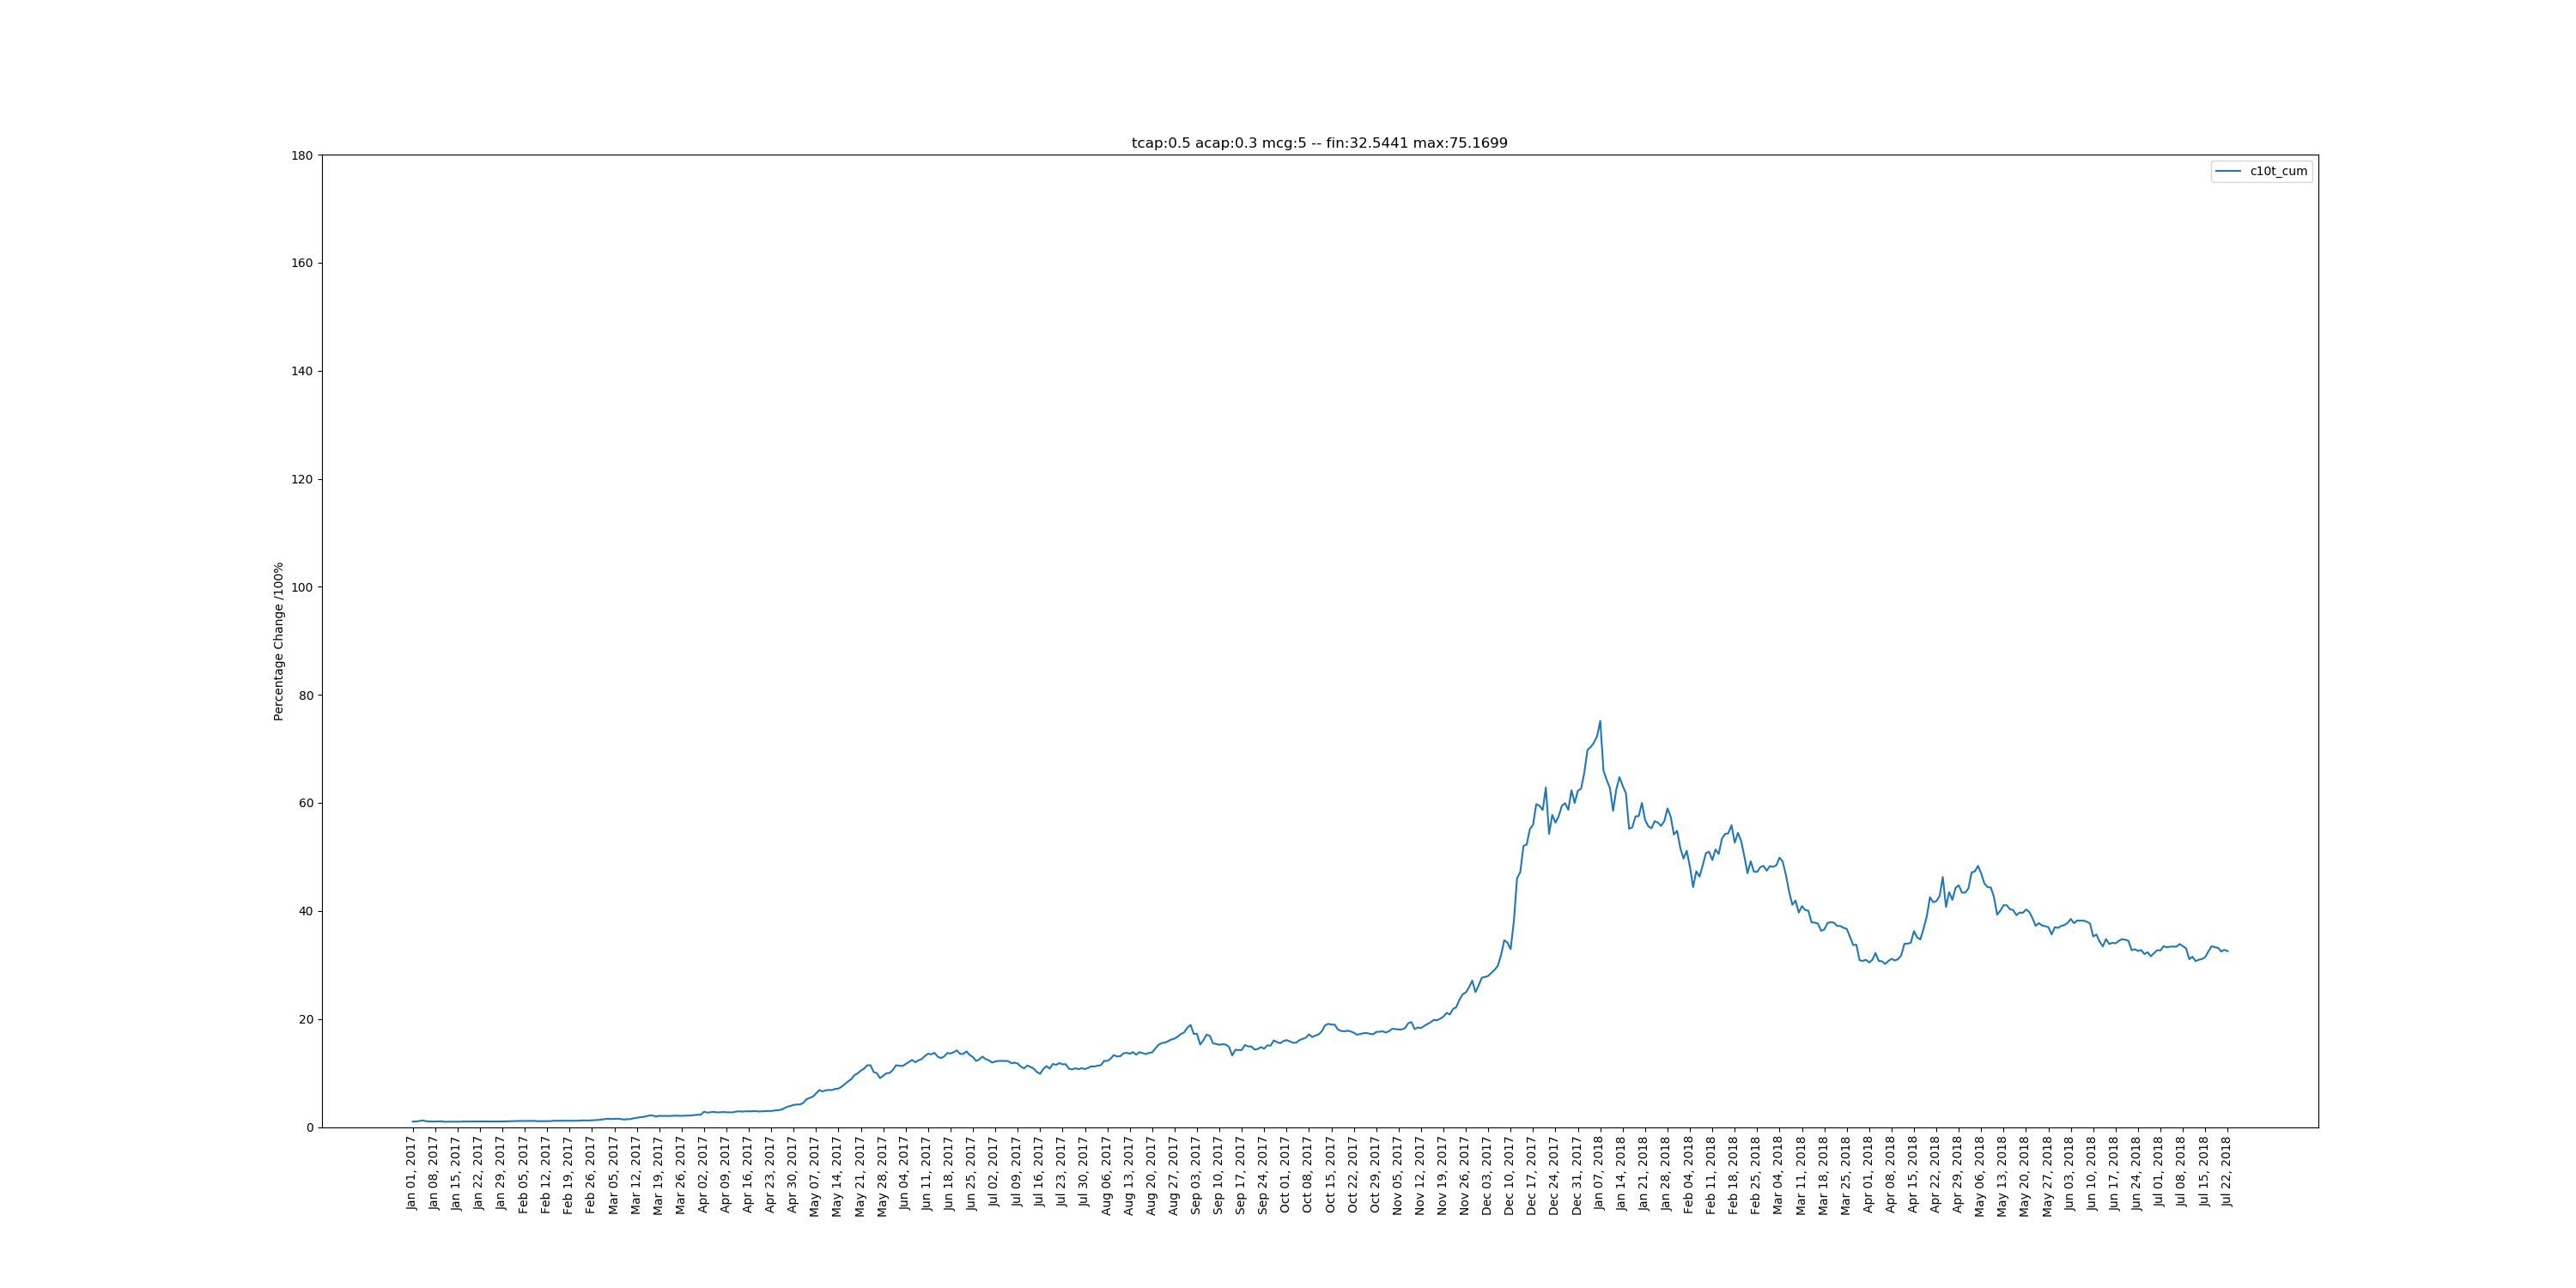 tcap:0.5 acap:0.3 mcg:5 -- fin:32.5441 max:75.1699
c10t_cum
Percentage Change /100%
180
160
140
120
100
80
60
40
20
0
Jan 01, 2017
Jan 08, 2017
Jan 15, 2017
Jan 22, 2017
Jan 29, 2017
Feb 05, 2017
Feb 12, 2017
Feb 19, 2017
Feb 26, 2017
Mar 05, 2017
Mar 12, 2017
Mar 19, 2017
Mar 26, 2017
Apr 02, 2017
Apr 09, 2017
Apr 16, 2017
Apr 23, 2017
Apr 30, 2017
May 07, 2017
May 14, 2017
May 21, 2017
May 28, 2017
Jun 04, 2017
Jun 11, 2017
Jun 18, 2017
Jun 25, 2017
Jul 02, 2017
Jul 09, 2017
Jul 16, 2017
Jul 23, 2017
Jul 30, 2017
Aug 06, 2017
Aug 13, 2017
Aug 20, 2017
Aug 27, 2017
Sep 03, 2017
Sep 10, 2017
Sep 17, 2017
Sep 24, 2017
Oct 01, 2017
Oct 08, 2017
Oct 15, 2017
Oct 22, 2017
Oct 29, 2017
Nov 05, 2017
Nov 12, 2017
Nov 19, 2017
Nov 26, 2017
Dec 03, 2017
Dec 10, 2017
Dec 17, 2017
Dec 24, 2017
Dec 31, 2017
Jan 07, 2018
Jan 14, 2018
Jan 21, 2018
Jan 28, 2018
Feb 04, 2018
Feb 11, 2018
Feb 18, 2018
Feb 25, 2018
Mar 04, 2018
Mar 11, 2018
Mar 18, 2018
Mar 25, 2018
Apr 01, 2018
Apr 08, 2018
Apr 15, 2018
Apr 22, 2018
Apr 29, 2018
May 06, 2018
May 13, 2018
May 20, 2018
May 27, 2018
Jun 03, 2018
Jun 10, 2018
Jun 17, 2018
Jun 24, 2018
Jul 01, 2018
Jul 08, 2018
Jul 15, 2018
Jul 22, 2018